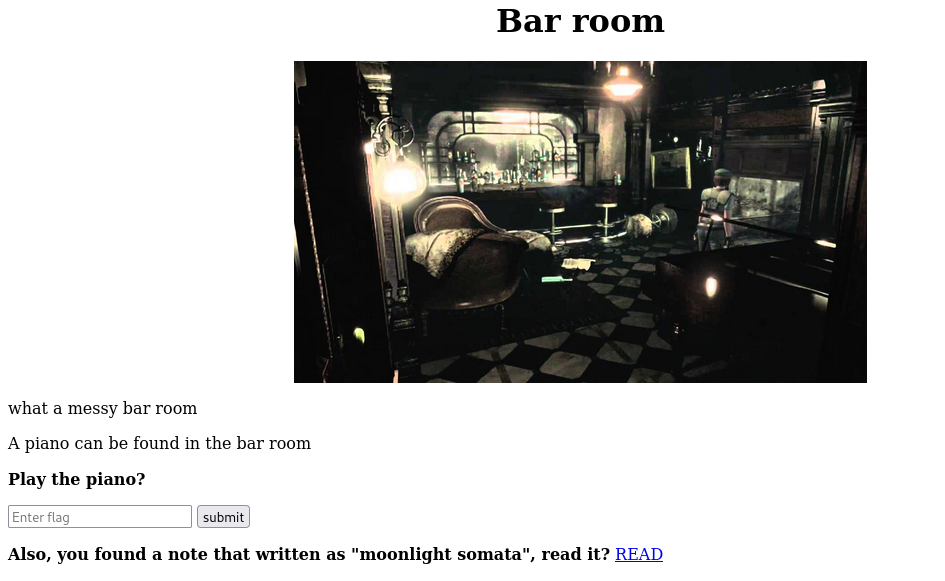 Bar room
what a messy bar room
A piano can be found in the bar room
Play the piano?
Enter flag submit
Also, you found a note that written as "moonlight somata", read it? READ